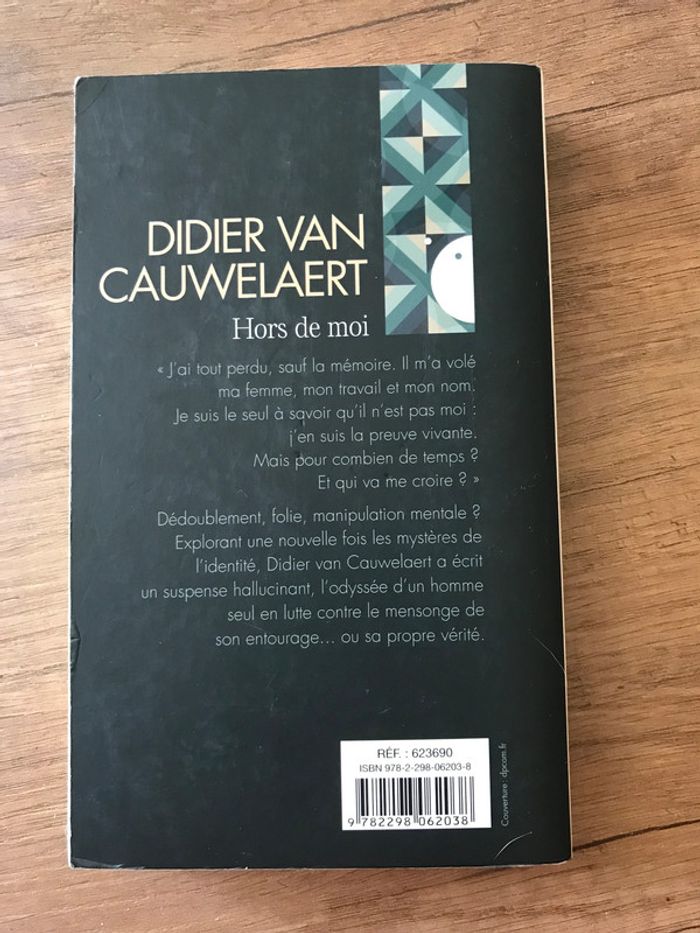 DIDIER VAN
CAUWELAERT
Hors de moi
« J'ai tout perdu, sauf la mémoire. Il m'a volé
ma femme, mon travail et mon nom.
Je suis le seul à savoir qu'il n'est pas moi :
j'en suis la preuve vivante.
Mais pour combien de temps ?
Et qui va me croire ? »
Dédoublement, folie, manipulation mentale ?
Explorant une nouvelle fois les mystères de
l'identité, Didier van Cauwelaert a écrit
un suspense hallucinant, l'odyssée d'un homme
seul en lutte contre le mensonge de
son entourage... ou sa propre vérité.
RÉF. : 623690
ISBN 978-2-298-06203-8
9 782298 062038
Couverture : dpcom.fr